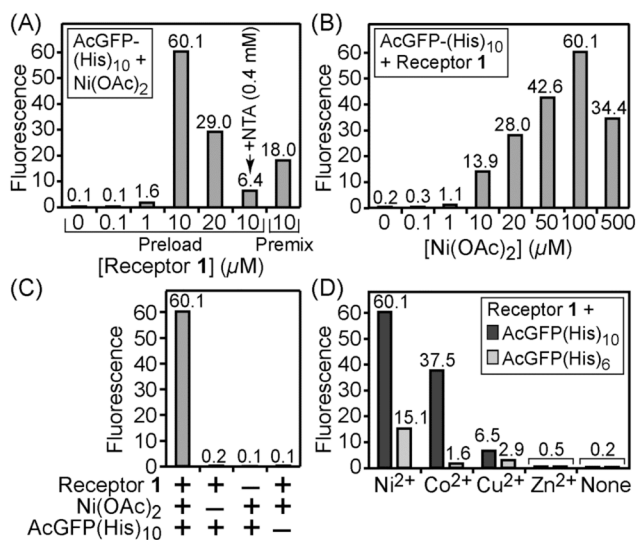 (A)
AcGFP-
(His)10 +
Ni(OAc)2
Fluorescence
60
50
40
30
20
10
0
0.1 0.1 1.6 60.1 29.0 6.4 18.0
+NTA (0.4 mM)
0 0.1 1 10 20 10 10
Preload Premix
[Receptor 1] (µM)
(B)
AcGFP-(His)10
+ Receptor 1
Fluorescence
60
50
40
30
20
10
0
0.2 0.3 1.1 13.9 28.0 42.6 60.1 34.4
0 0.1 1 10 20 50 100 500
[Ni(OAc)2] (µM)
(C)
Fluorescence
60
50
40
30
20
10
0
60.1 0.2 0.1 0.1
Receptor 1 + + – +
Ni(OAc)2 + – + +
AcGFP(His)10 + + + –
(D)
Receptor 1 +
AcGFP(His)10
AcGFP(His)6
Fluorescence
60
50
40
30
20
10
0
60.1 15.1 37.5 1.6 6.5 2.9 0.5 0.2
Ni2+ Co2+ Cu2+ Zn2+ None